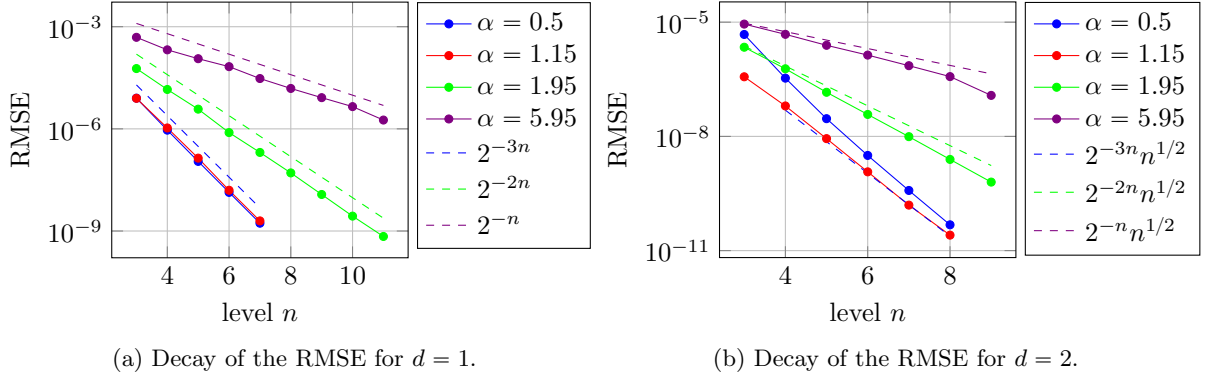 10^{-3}
10^{-6}
10^{-9}
RMSE
4 6 8 10
level n
α = 0.5
α = 1.15
α = 1.95
α = 5.95
2^{-3n}
2^{-2n}
2^{-n}
(a) Decay of the RMSE for d = 1.
10^{-5}
10^{-8}
10^{-11}
RMSE
4 6 8
level n
α = 0.5
α = 1.15
α = 1.95
α = 5.95
2^{-3n}n^{1/2}
2^{-2n}n^{1/2}
2^{-n}n^{1/2}
(b) Decay of the RMSE for d = 2.